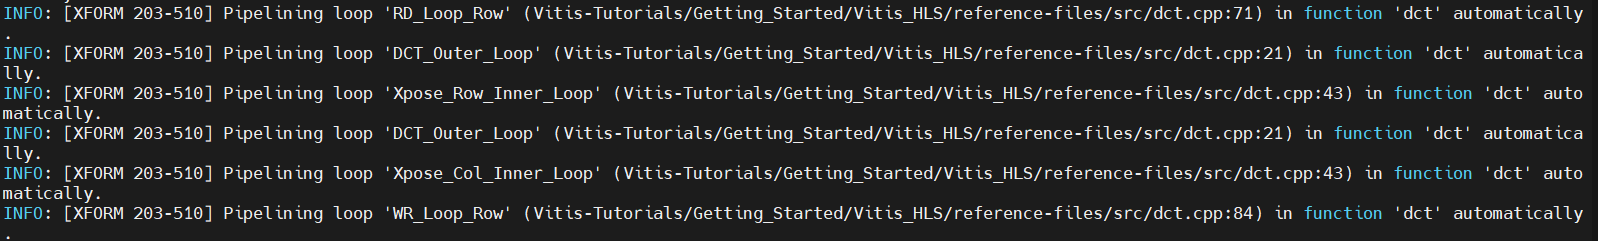 INFO: [XFORM 203-510] Pipelining loop 'RD_Loop_Row' (Vitis-Tutorials/Getting_Started/Vitis_HLS/reference-files/src/dct.cpp:71) in function 'dct' automatically
.
INFO: [XFORM 203-510] Pipelining loop 'DCT_Outer_Loop' (Vitis-Tutorials/Getting_Started/Vitis_HLS/reference-files/src/dct.cpp:21) in function 'dct' automatica
lly.
INFO: [XFORM 203-510] Pipelining loop 'Xpose_Row_Inner_Loop' (Vitis-Tutorials/Getting_Started/Vitis_HLS/reference-files/src/dct.cpp:43) in function 'dct' auto
matically.
INFO: [XFORM 203-510] Pipelining loop 'DCT_Outer_Loop' (Vitis-Tutorials/Getting_Started/Vitis_HLS/reference-files/src/dct.cpp:21) in function 'dct' automatica
lly.
INFO: [XFORM 203-510] Pipelining loop 'Xpose_Col_Inner_Loop' (Vitis-Tutorials/Getting_Started/Vitis_HLS/reference-files/src/dct.cpp:43) in function 'dct' auto
matically.
INFO: [XFORM 203-510] Pipelining loop 'WR_Loop_Row' (Vitis-Tutorials/Getting_Started/Vitis_HLS/reference-files/src/dct.cpp:84) in function 'dct' automatically
.